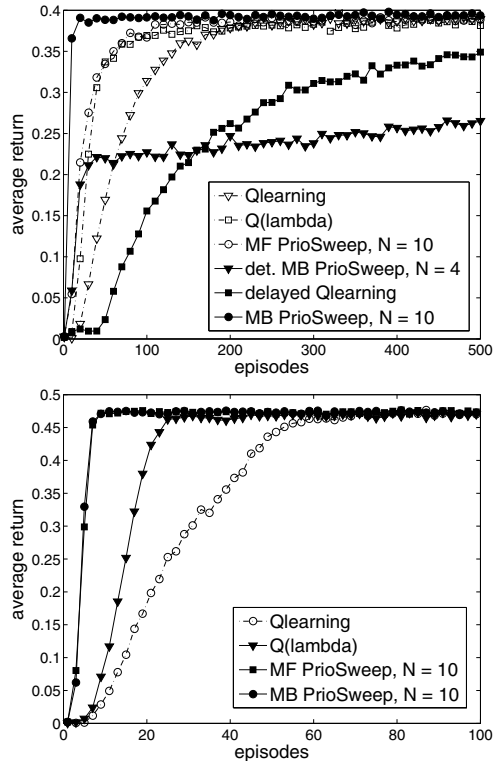 0.4
0.35
0.3
0.25
0.2
0.15
0.1
0.05
0
average return
Qlearning
Q(lambda)
MF PrioSweep, N = 10
det. MB PrioSweep, N = 4
delayed Qlearning
MB PrioSweep, N = 10
0 100 200 300 400 500
episodes
0.5
0.45
0.4
0.35
0.3
0.25
0.2
0.15
0.1
0.05
0
average return
Qlearning
Q(lambda)
MF PrioSweep, N = 10
MB PrioSweep, N = 10
0 20 40 60 80 100
episodes